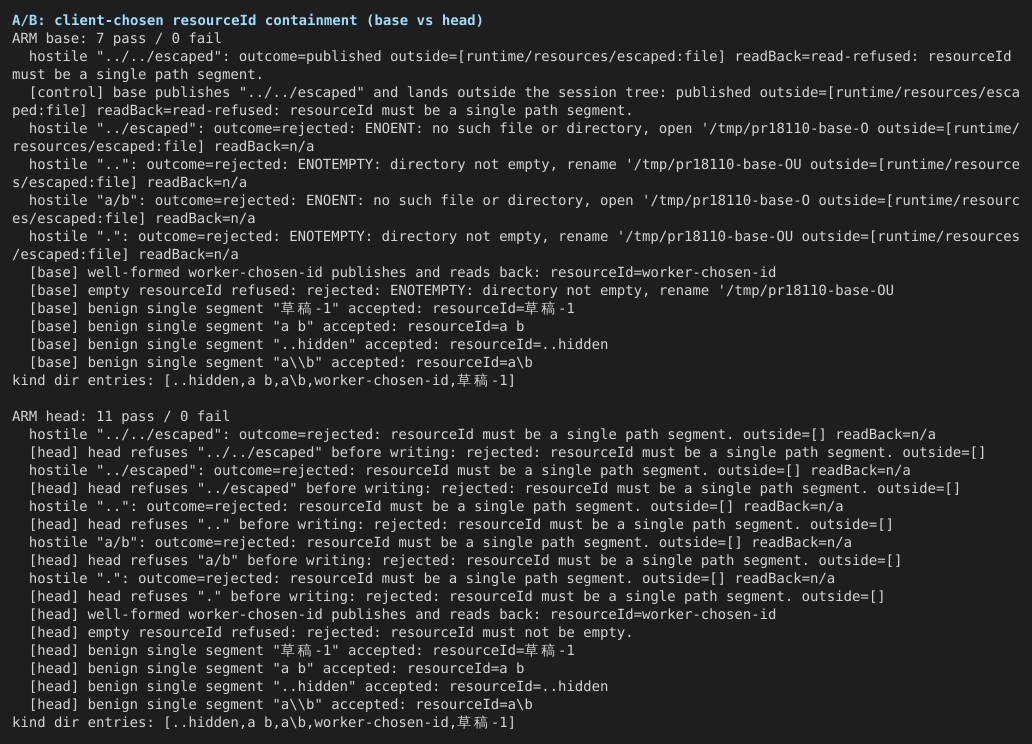 A/B: client-chosen resourceId containment (base vs head)
ARM base: 7 pass / 0 fail
  hostile "../../escaped": outcome=published outside=[runtime/resources/escaped:file] readBack=read-refused: resourceId
must be a single path segment.
  [control] base publishes "../../escaped" and lands outside the session tree: published outside=[runtime/resources/esca
ped:file] readBack=read-refused: resourceId must be a single path segment.
  hostile "../escaped": outcome=rejected: ENOENT: no such file or directory, open '/tmp/pr18110-base-O outside=[runtime/
resources/escaped:file] readBack=n/a
  hostile "..": outcome=rejected: ENOTEMPTY: directory not empty, rename '/tmp/pr18110-base-OU outside=[runtime/resource
s/escaped:file] readBack=n/a
  hostile "a/b": outcome=rejected: ENOENT: no such file or directory, open '/tmp/pr18110-base-O outside=[runtime/resourc
es/escaped:file] readBack=n/a
  hostile ".": outcome=rejected: ENOTEMPTY: directory not empty, rename '/tmp/pr18110-base-OU outside=[runtime/resources
/escaped:file] readBack=n/a
  [base] well-formed worker-chosen-id publishes and reads back: resourceId=worker-chosen-id
  [base] empty resourceId refused: rejected: ENOTEMPTY: directory not empty, rename '/tmp/pr18110-base-OU
  [base] benign single segment "草稿-1" accepted: resourceId=草稿-1
  [base] benign single segment "a b" accepted: resourceId=a b
  [base] benign single segment "..hidden" accepted: resourceId=..hidden
  [base] benign single segment "a\\b" accepted: resourceId=a\b
kind dir entries: [..hidden,a b,a\b,worker-chosen-id,草稿-1]

ARM head: 11 pass / 0 fail
  hostile "../../escaped": outcome=rejected: resourceId must be a single path segment. outside=[] readBack=n/a
  [head] head refuses "../../escaped" before writing: rejected: resourceId must be a single path segment. outside=[]
  hostile "../escaped": outcome=rejected: resourceId must be a single path segment. outside=[] readBack=n/a
  [head] head refuses "../escaped" before writing: rejected: resourceId must be a single path segment. outside=[]
  hostile "..": outcome=rejected: resourceId must be a single path segment. outside=[] readBack=n/a
  [head] head refuses ".." before writing: rejected: resourceId must be a single path segment. outside=[]
  hostile "a/b": outcome=rejected: resourceId must be a single path segment. outside=[] readBack=n/a
  [head] head refuses "a/b" before writing: rejected: resourceId must be a single path segment. outside=[]
  hostile ".": outcome=rejected: resourceId must be a single path segment. outside=[] readBack=n/a
  [head] head refuses "." before writing: rejected: resourceId must be a single path segment. outside=[]
  [head] well-formed worker-chosen-id publishes and reads back: resourceId=worker-chosen-id
  [head] empty resourceId refused: rejected: resourceId must not be empty.
  [head] benign single segment "草稿-1" accepted: resourceId=草稿-1
  [head] benign single segment "a b" accepted: resourceId=a b
  [head] benign single segment "..hidden" accepted: resourceId=..hidden
  [head] benign single segment "a\\b" accepted: resourceId=a\b
kind dir entries: [..hidden,a b,a\b,worker-chosen-id,草稿-1]